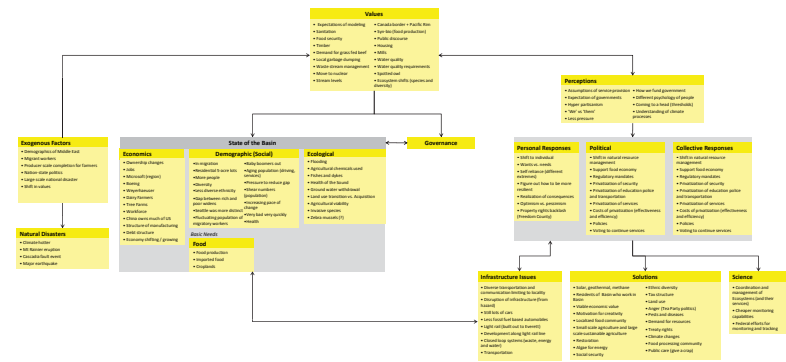 Values
• Expectations of modeling
• Sanitation
• Food security
• Timber
• Demand for grass fed beef
• Local garbage dumping
• Waste stream management
• Move to nuclear
• Stream levels
• Canada border + Pacific Rim
• Syn-bio (food production)
• Public discourse
• Housing
• Mills
• Water quality
• Water quality requirements
• Spotted owl
• Ecosystem shifts (species and
diversity)
Perceptions
• Assumptions of service provision
• Expectation of governments
• Hyper partisanism
• 'We' vs 'them'
• Less pressure
• How we fund government
• Different psychology of people
• Coming to a head (thresholds)
• Understanding of climate
processes
Exogenous Factors
• Demographics of Middle East
• Migrant workers
• Producer-scale completion for farmers
• Nation-state politics
• Large scale national disaster
• Shift in values
Natural Disasters
• Climate hotter
• Mt Rainier eruption
• Cascadia fault event
• Major earthquake
State of the Basin
Economics
• Ownership changes
• Jobs
• Microsoft (region)
• Boeing
• Weyerhaeuser
• Dairy Farmers
• Tree Farms
• Workforce
• China owns much of US
• Structure of manufacturing
• Debt structure
• Economy shifting / growing
Demographic (Social)
• In migration
• Residential 5 acre lots
• More people
• Diversity
• Less diverse ethnically
• Gap between rich and
poor widens
• Seattle was more distinct
• Fluctuating population of
migratory workers
• Baby boomers out
• Aging population (driving,
services)
• Pressure to reduce gap
• Shear numbers
(population)
• Increasing pace of
change
• Very bad very quickly
• Health
Ecological
• Flooding
• Agricultural chemicals used
• Fishes and dykes
• Health of the Sound
• Ground water withdrawal
• Land use transition vs. Acquisition
• Agricultural viability
• Invasive species
• Zebra mussels (?)
Basic Needs
Food
• Food production
• Imported food
• Croplands
Governance
Personal Responses
• Shift to individual
• Wants vs. needs
• Self reliance (different
extremes)
• Figure out how to be more
resilient
• Realization of consequences
• Optimism vs. pessimism
• Property rights backlash
(Freedom County)
Political
• Shift in natural resource
management
• Support food economy
• Regulatory mandates
• Privatization of security
• Privatization education police
and transportation
• Privatization of services
• Costs of privatization (effectiveness
and efficiency)
• Policies
• Voting to continue services
Collective Responses
• Shift in natural resource
management
• Support food economy
• Regulatory mandates
• Privatization of security
• Privatization of education police
and transportation
• Privatization of services
• Costs of privatization (effectiveness
and efficiency)
• Policies
• Voting to continue services
Infrastructure Issues
• Diverse transportation and
communication limiting to locality
• Disruption of infrastructure (from
hazard)
• Still lots of cars
• Less fossil fuel based automobiles
• Light rail (built out to Everett)
• Development along light rail line
• Closed loop systems (waste, energy
and water)
• Transportation
Solutions
• Solar, geothermal, methane
• Residents of Basin who work in
Basin
• Viable economic value
• Motivation for creativity
• Localized food community
• Small-scale agriculture and large
scale-sustainable agriculture
• Restoration
• Algae for energy
• Social security
• Ethnic diversity
• Tax structure
• Land use
• Anger (Tea Party politics)
• Pests and diseases
• Demand for resources
• Treaty rights
• Climate changes
• Food processing community
• Public care (give a crap)
Science
• Coordination and
management of
Ecosystems (and their
services)
• Cheaper monitoring
capabilities
• Federal efforts for
monitoring and tracking